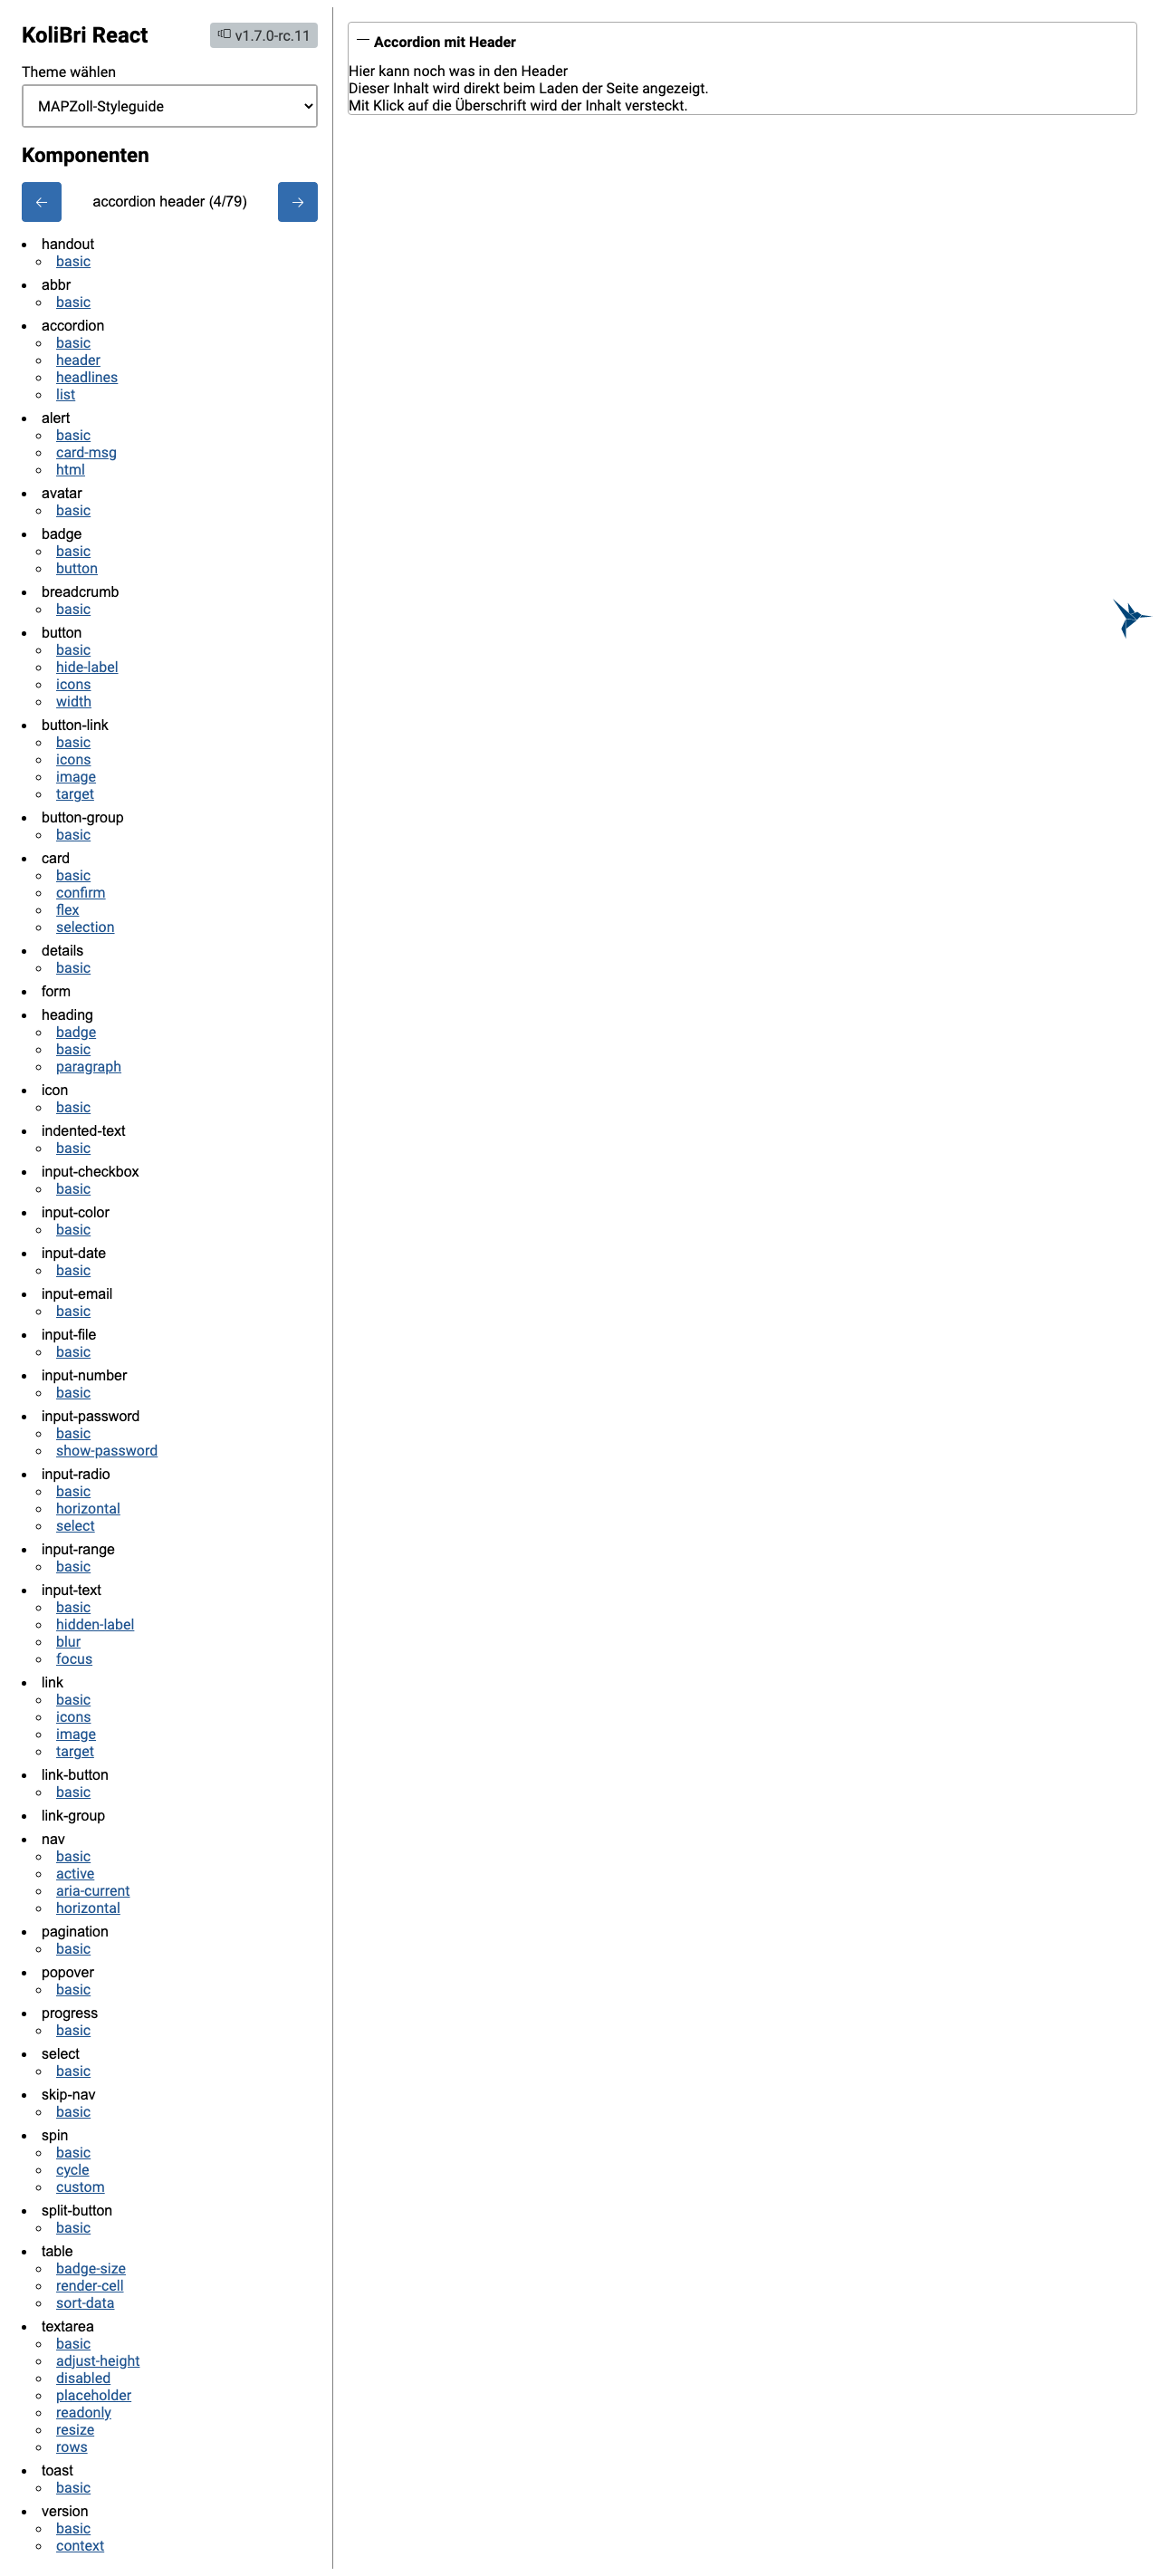 KoliBri React
v1.7.0-rc.11
Theme wählen
MAPZoll-Styleguide
Komponenten
← accordion header (4/79) →
handout
basic
abbr
basic
accordion
basic
header
headlines
list
alert
basic
card-msg
html
avatar
basic
badge
basic
button
breadcrumb
basic
button
basic
hide-label
icons
width
button-link
basic
icons
image
target
button-group
basic
card
basic
confirm
flex
selection
details
basic
form
heading
badge
basic
paragraph
icon
basic
indented-text
basic
input-checkbox
basic
input-color
basic
input-date
basic
input-email
basic
input-file
basic
input-number
basic
input-password
basic
show-password
input-radio
basic
horizontal
select
input-range
basic
input-text
basic
hidden-label
blur
focus
link
basic
icons
image
target
link-button
basic
link-group
nav
basic
active
aria-current
horizontal
pagination
basic
popover
basic
progress
basic
select
basic
skip-nav
basic
spin
basic
cycle
custom
split-button
basic
table
badge-size
render-cell
sort-data
textarea
basic
adjust-height
disabled
placeholder
readonly
resize
rows
toast
basic
version
basic
context
Accordion mit Header
Hier kann noch was in den Header
Dieser Inhalt wird direkt beim Laden der Seite angezeigt.
Mit Klick auf die Überschrift wird der Inhalt versteckt.